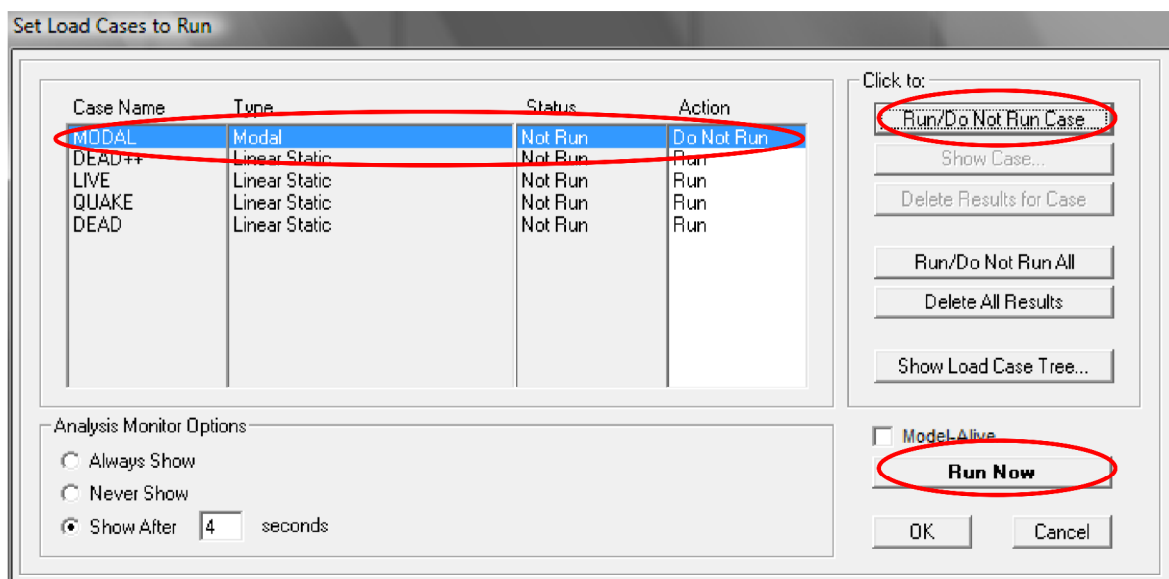 Set Load Cases to Run
Case Name Type Status Action
MODAL Modal Not Run Do Not Run
DEAD++ Linear Static Not Run Run
LIVE Linear Static Not Run Run
QUAKE Linear Static Not Run Run
DEAD Linear Static Not Run Run
Click to:
Run/Do Not Run Case
Show Case...
Delete Results for Case
Run/Do Not Run All
Delete All Results
Show Load Case Tree...
Analysis Monitor Options
Always Show
Never Show
Show After 4 seconds
Model-Alive
Run Now
OK Cancel